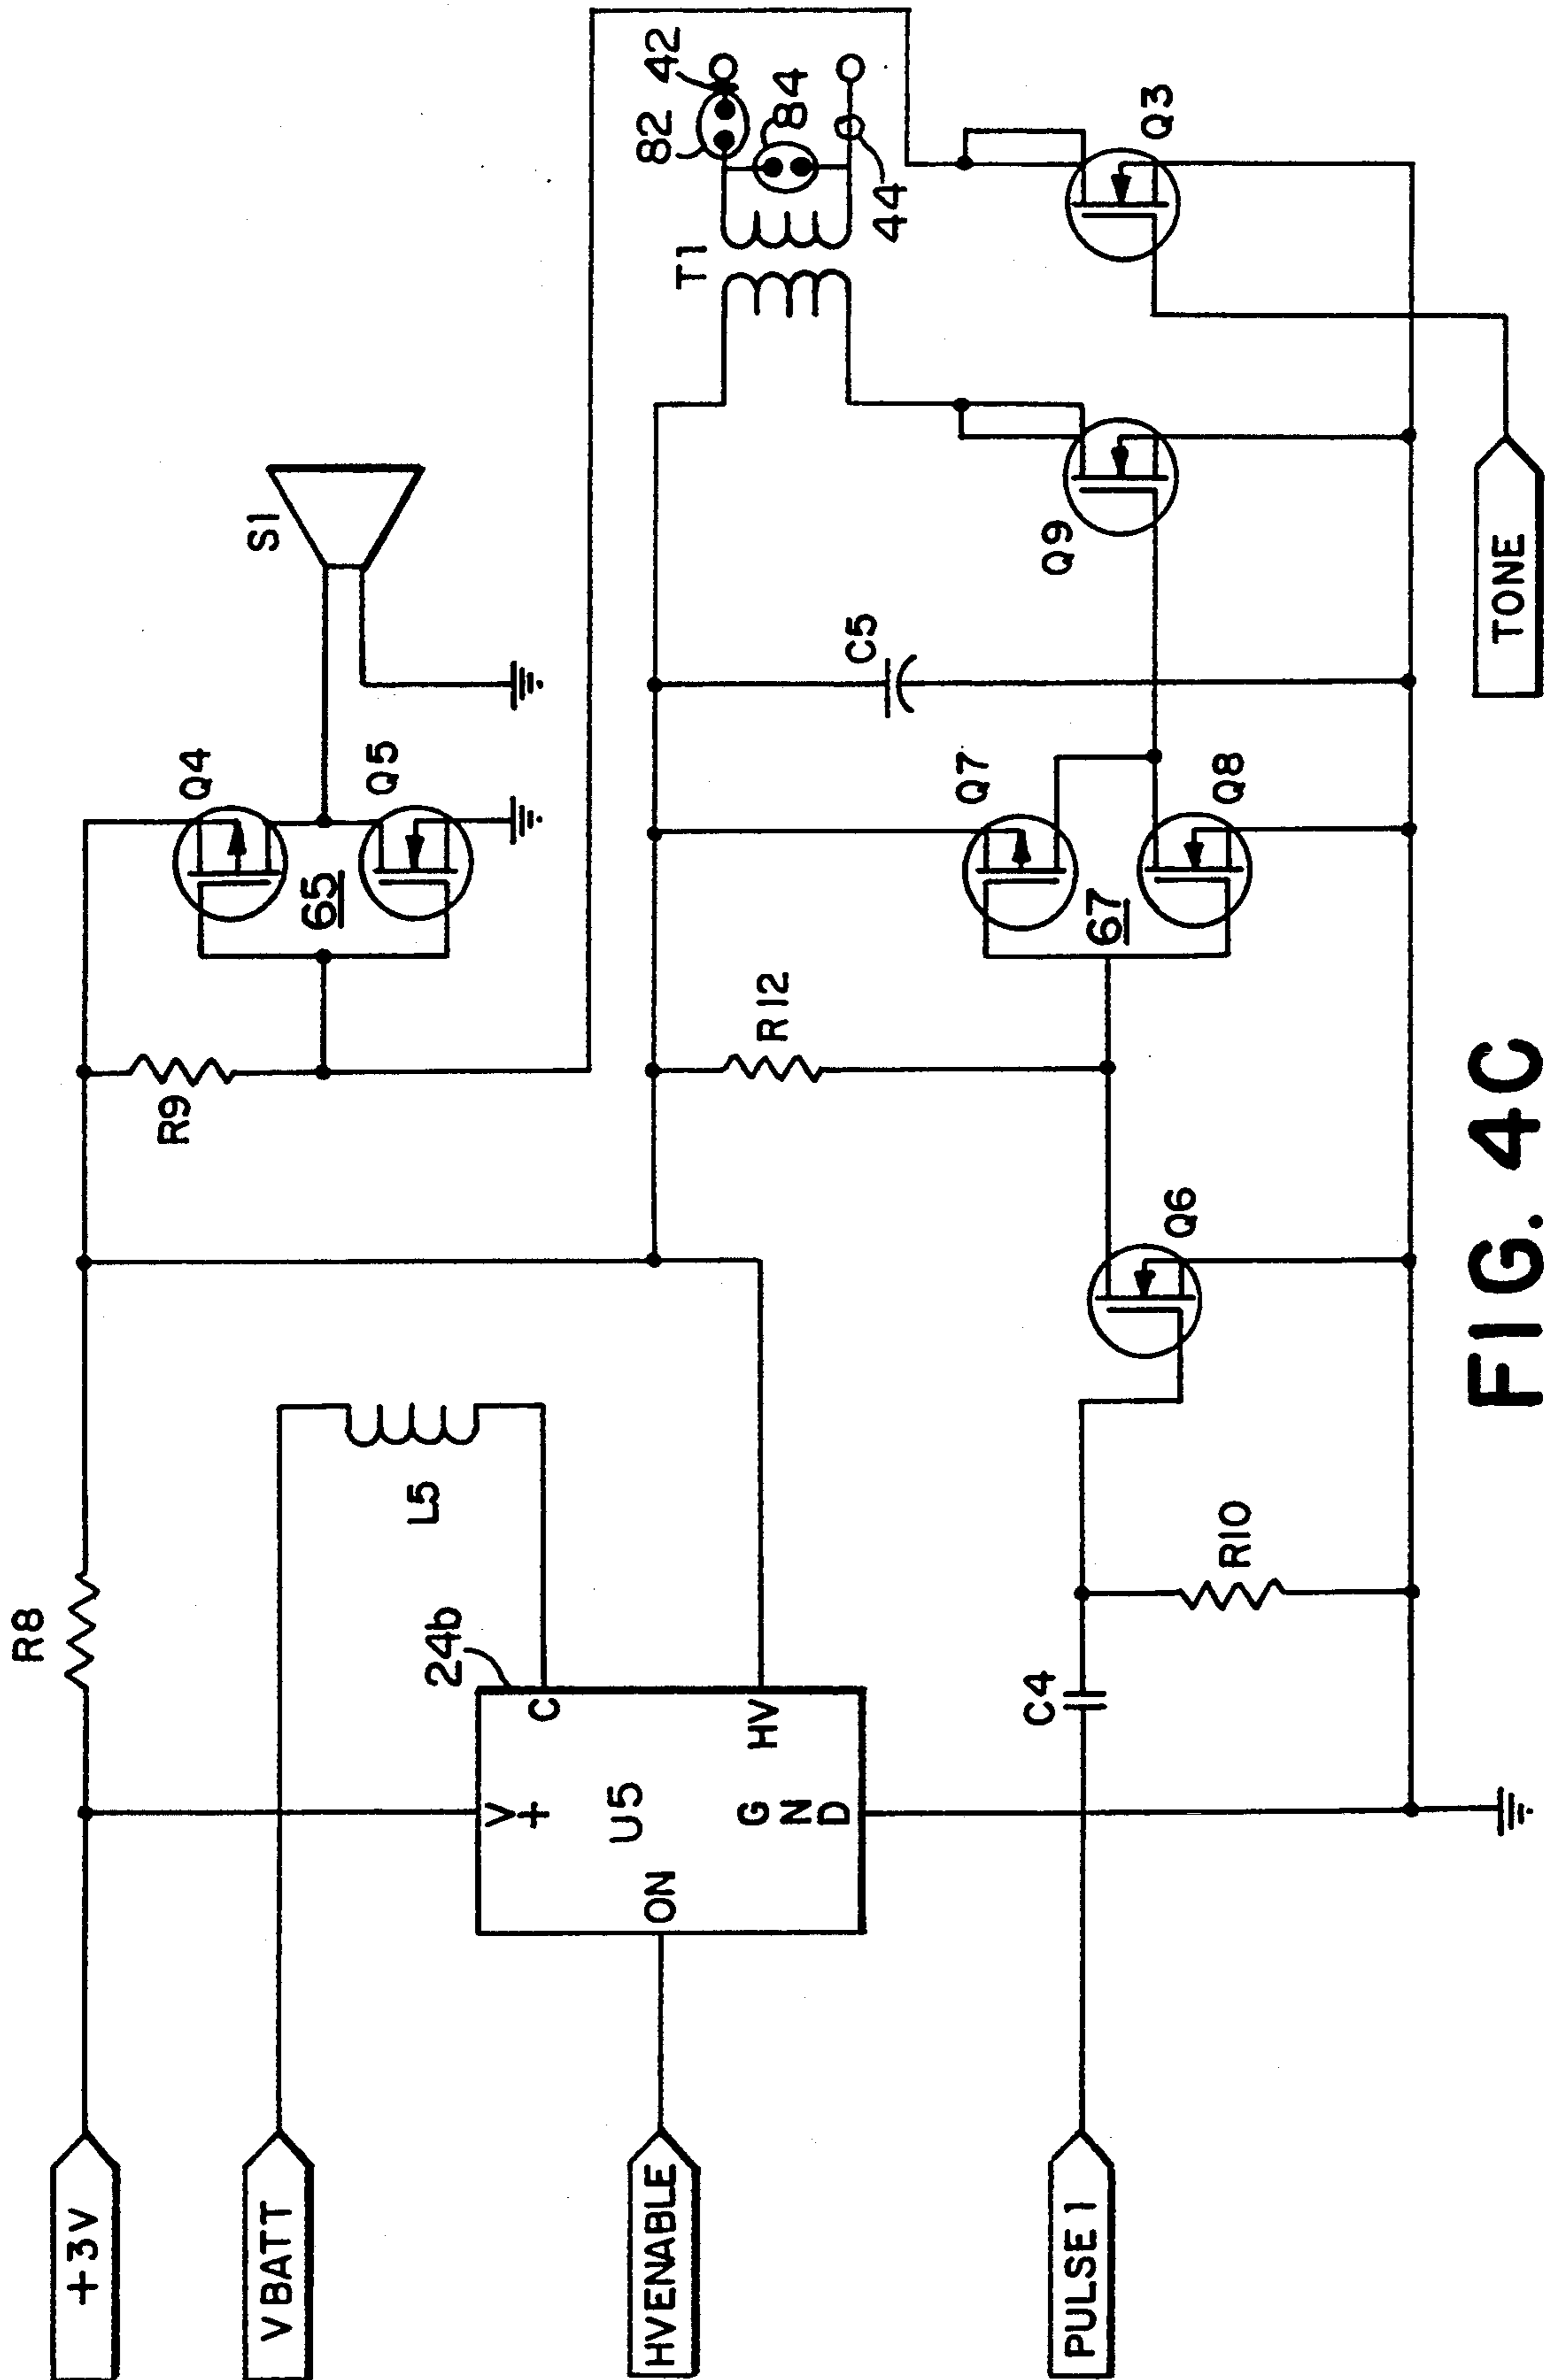 +3V
R8
R9
Q4
65
Q5
S1
VBATT
L5
24b
V+
C
U5
ON
HV
GND
HVENABLE
R12
C5
T1
82
42
84
44
Q7
67
Q8
Q9
Q3
PULSE 1
C4
R10
Q6
TONE
FIG. 4C